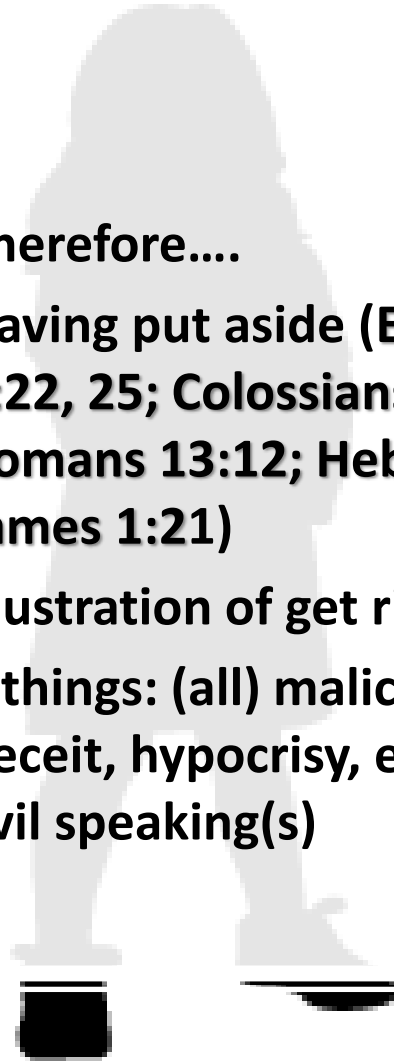 herefore....
aving put aside (E
:22, 25; Colossians
omans 13:12; Heb
ames 1:21)
ustration of get r
things: (all) malic
eceit, hypocrisy, e
vil speaking(s)